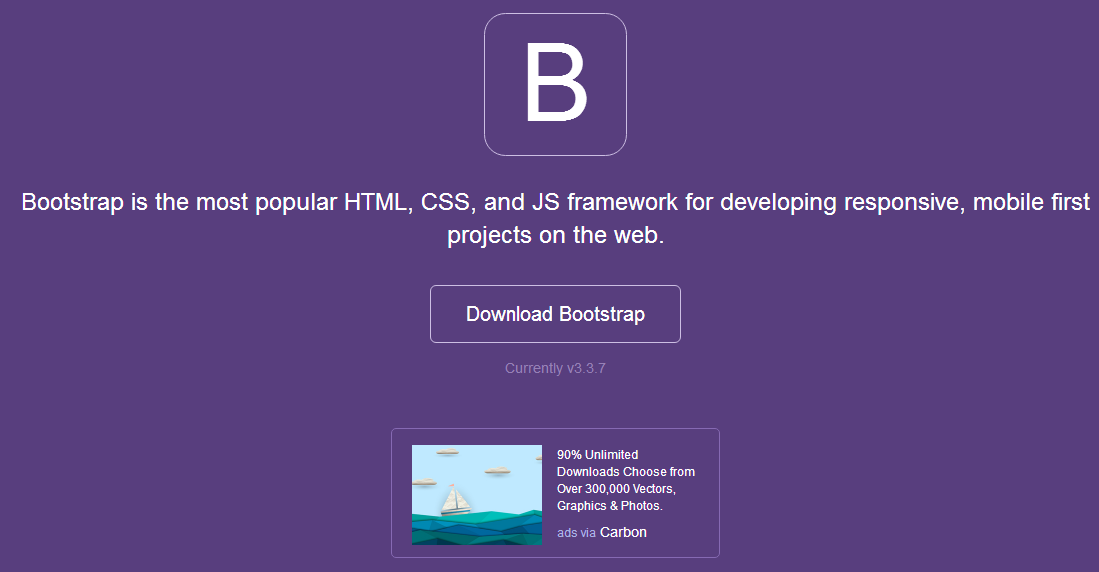 B
Bootstrap is the most popular HTML, CSS, and JS framework for developing responsive, mobile first
projects on the web.
Download Bootstrap
Currently v3.3.7
90% Unlimited
Downloads Choose from
Over 300,000 Vectors,
Graphics & Photos.
ads via Carbon